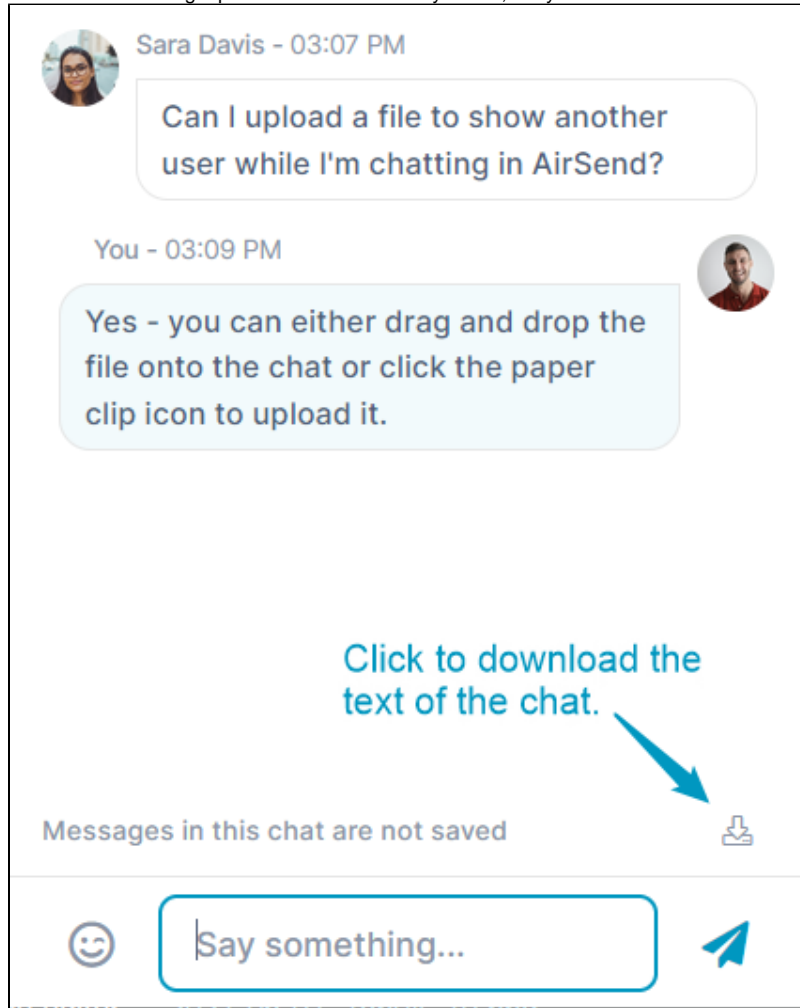 Sara Davis - 03:07 PM
Can I upload a file to show another
user while I'm chatting in AirSend?
You - 03:09 PM
Yes - you can either drag and drop the
file onto the chat or click the paper
clip icon to upload it.
Click to download the
text of the chat.
Messages in this chat are not saved
Say something...